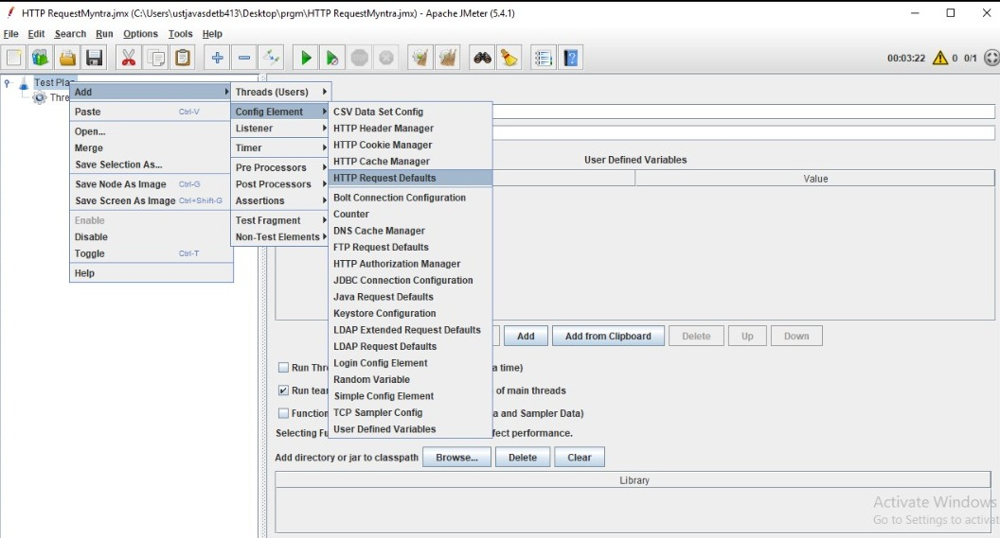 HTTP RequestMyntra.jmx (C:\Users\ustjavasdetb413\Desktop\prgm\HTTP RequestMyntra.jmx) - Apache JMeter (5.4.1)
File Edit Search Run Options Tools Help
00:03:22 0 0/1
Test Plan
Thre
Add
Paste Ctrl-V
Open...
Merge
Save Selection As...
Save Node As Image Ctrl-G
Save Screen As Image Ctrl+Shift-G
Enable
Disable
Toggle Ctrl-T
Help
Threads (Users)
Config Element
Listener
Timer
Pre Processors
Post Processors
Assertions
Test Fragment
Non-Test Elements
CSV Data Set Config
HTTP Header Manager
HTTP Cookie Manager
HTTP Cache Manager
HTTP Request Defaults
Bolt Connection Configuration
Counter
DNS Cache Manager
FTP Request Defaults
HTTP Authorization Manager
JDBC Connection Configuration
Java Request Defaults
Keystore Configuration
LDAP Extended Request Defaults
LDAP Request Defaults
Login Config Element
Random Variable
Simple Config Element
TCP Sampler Config
User Defined Variables
User Defined Variables
Value
Add Add from Clipboard Delete Up Down
Run Thr a time)
Run tear of main threads
Function a and Sampler Data)
Selecting Fu fect performance.
Add directory or jar to classpath Browse... Delete Clear
Library
Activate Windows
Go to Settings to activat